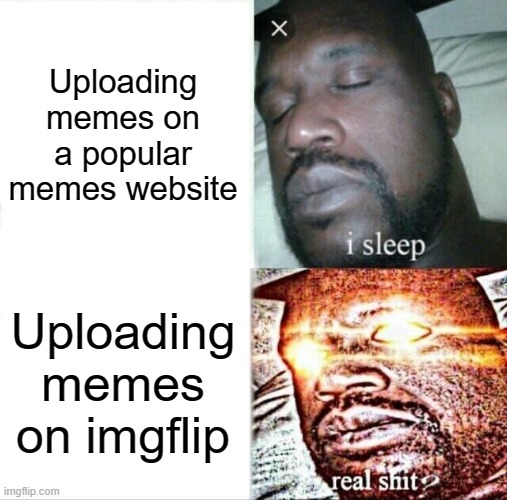 Uploading
memes on
a popular
memes website
i sleep
Uploading
memes
on imgflip
real shit?
imgflip.com